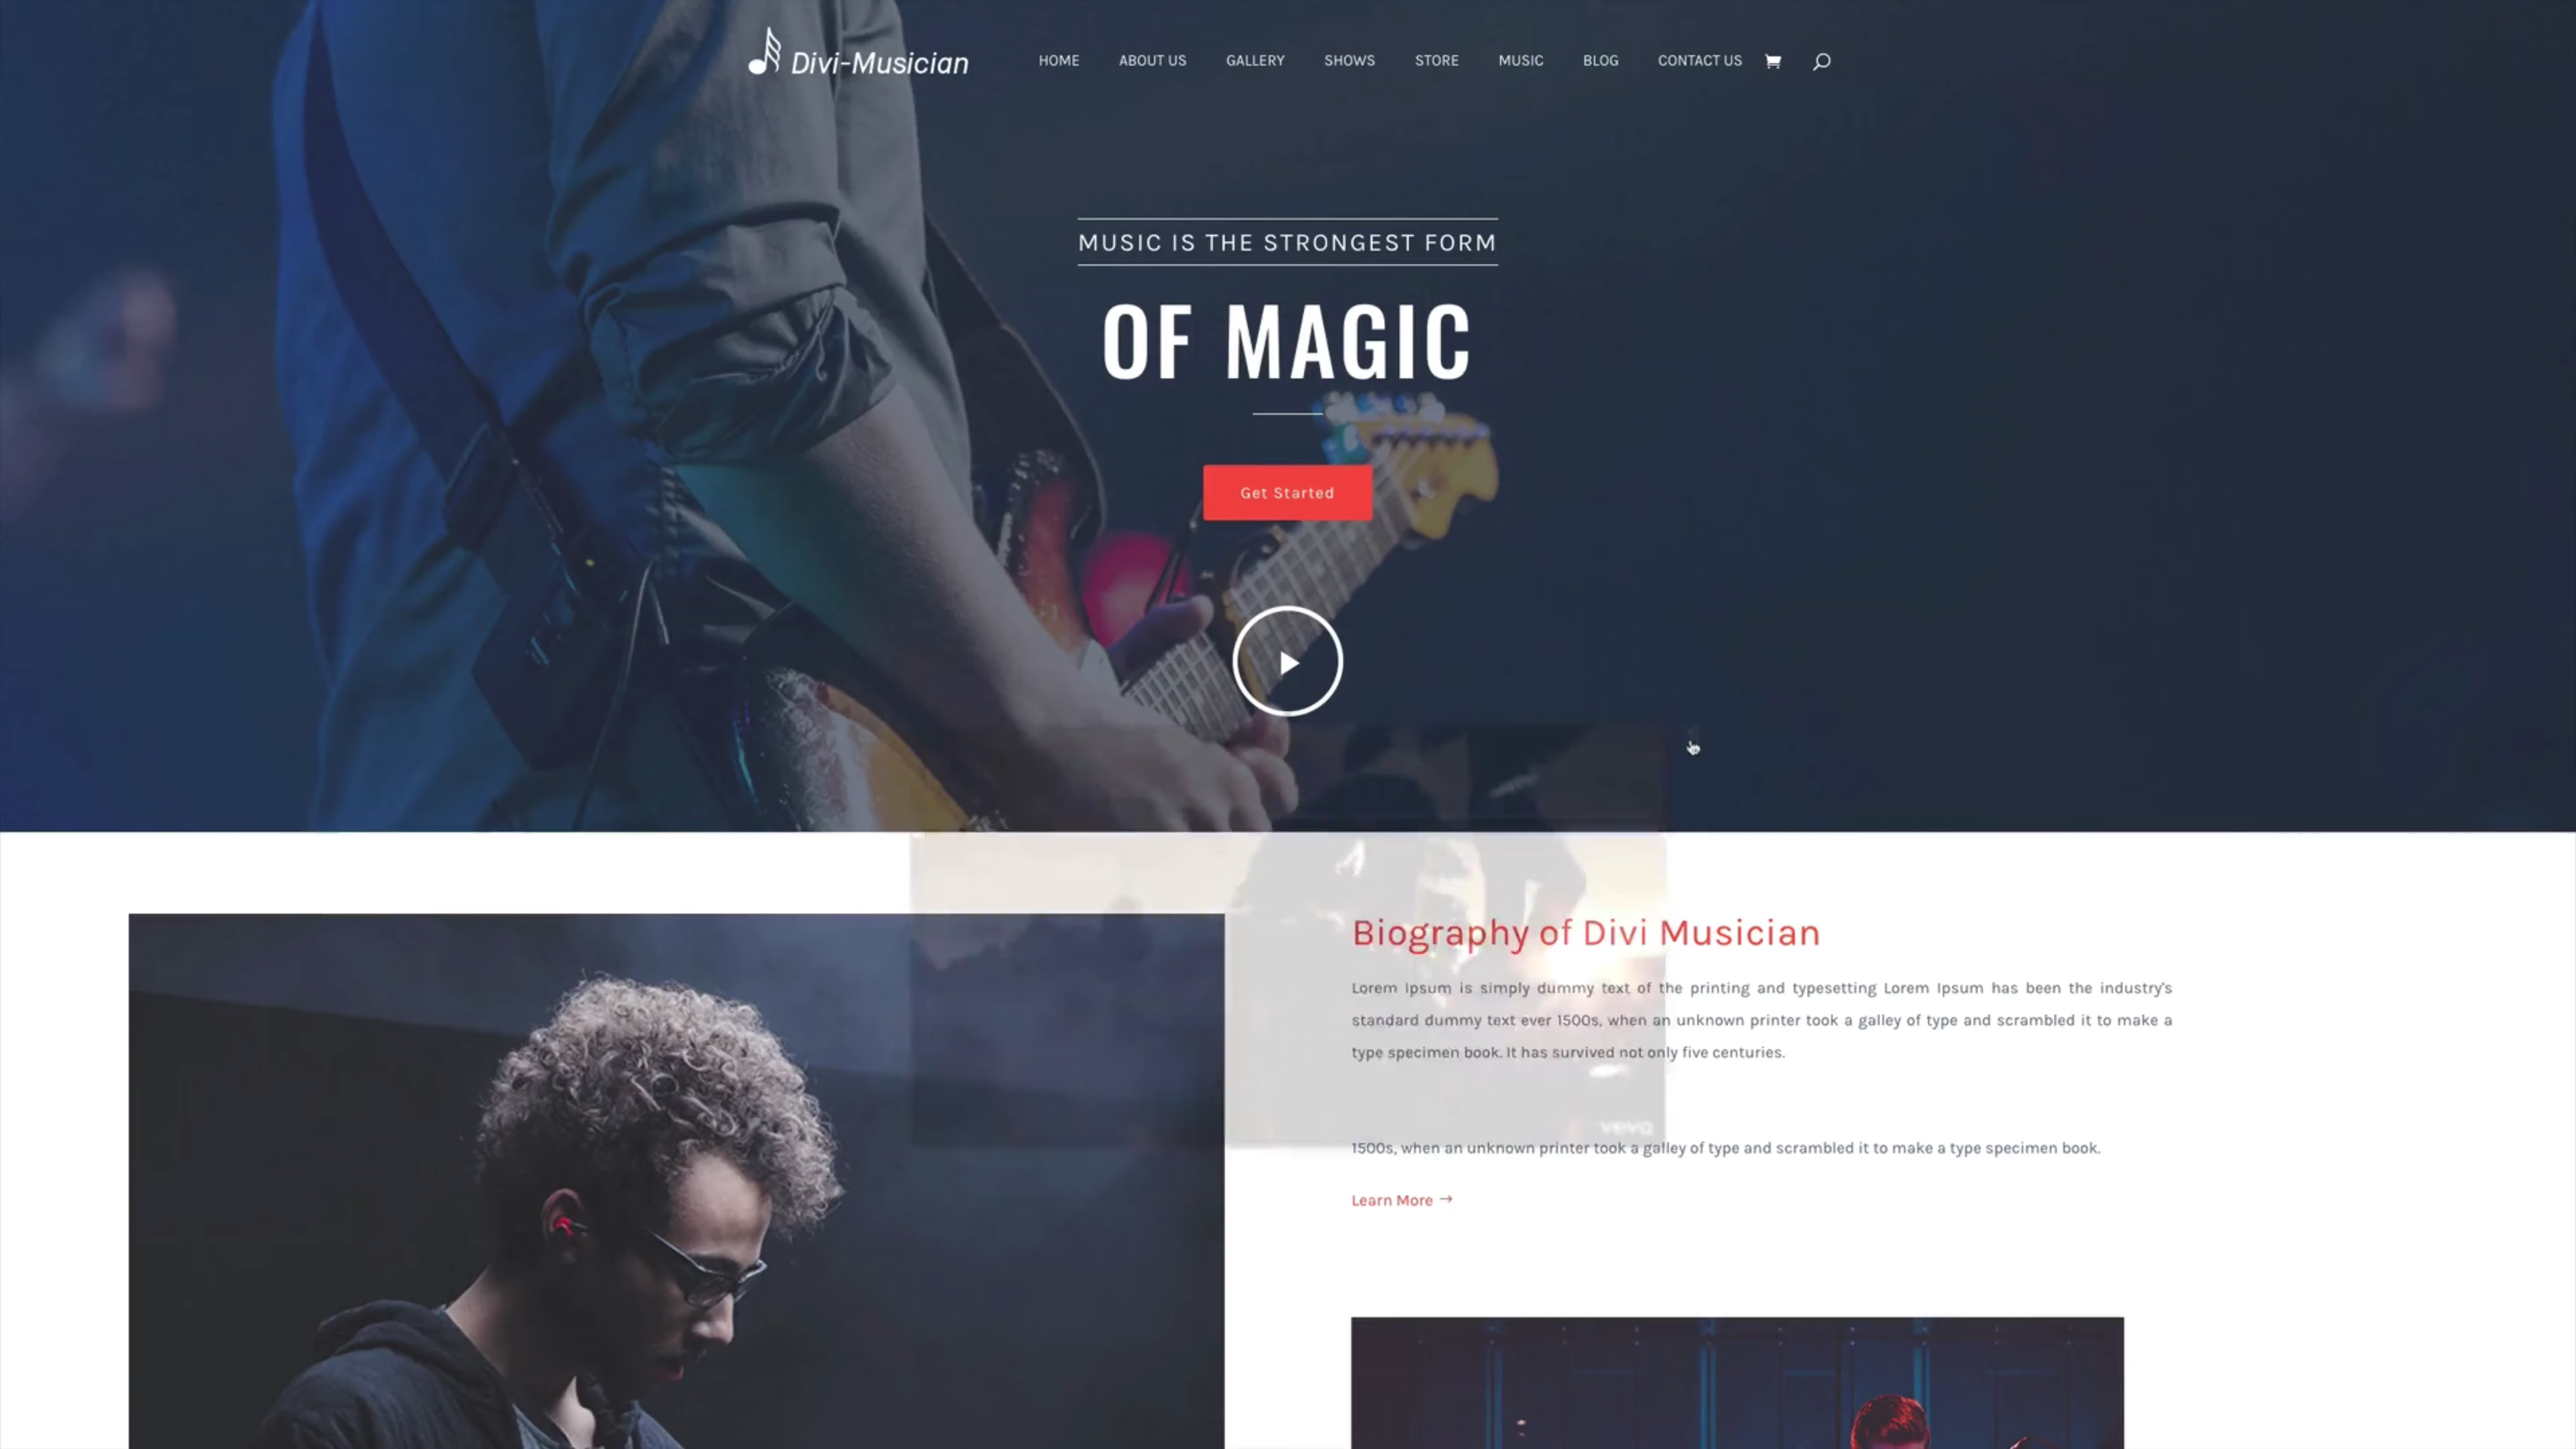 Divi-Musician
HOME ABOUT US GALLERY SHOWS STORE MUSIC BLOG CONTACT US
MUSIC IS THE STRONGEST FORM
OF MAGIC
Get Started
Biography of Divi Musician
Lorem Ipsum is simply dummy text of the printing and typesetting Lorem Ipsum has been the industry's
standard dummy text ever 1500s, when an unknown printer took a galley of type and scrambled it to make a
type specimen book. It has survived not only five centuries.
vevo
1500s, when an unknown printer took a galley of type and scrambled it to make a type specimen book.
Learn More →